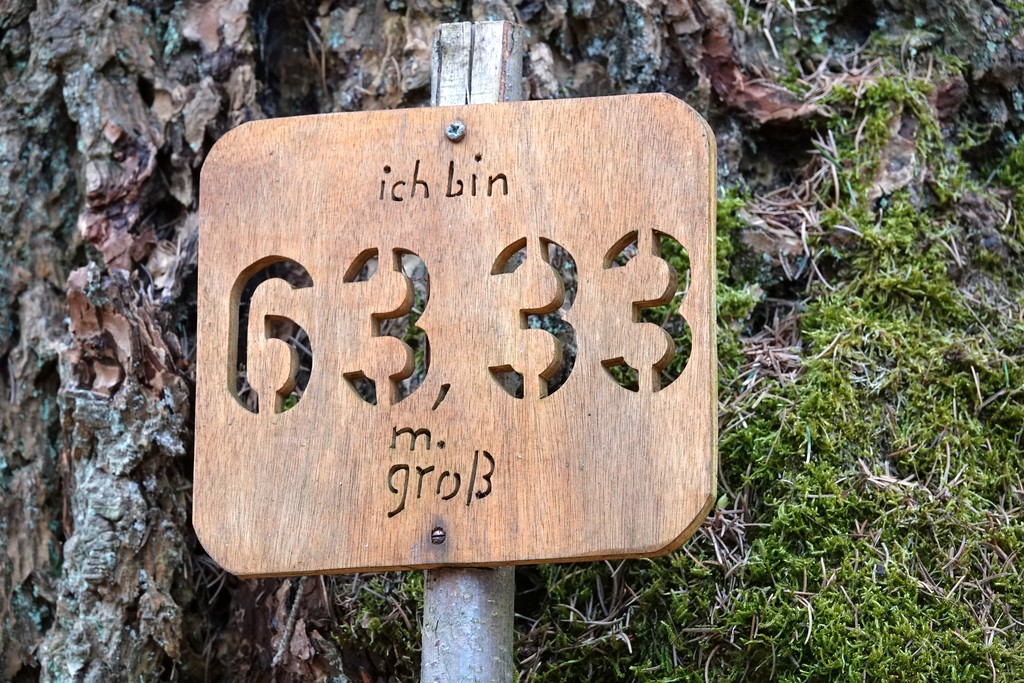 ich bin
63,33
m.
groß